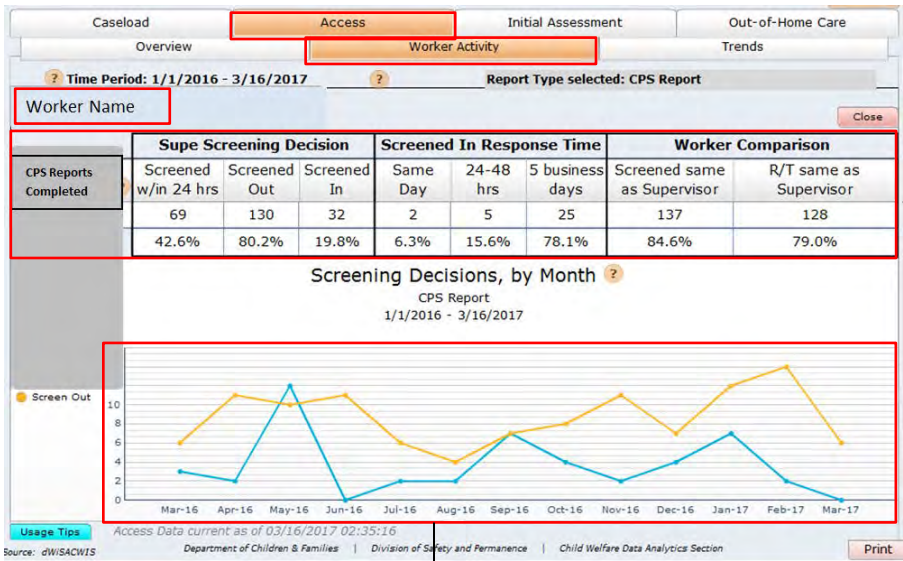 Caseload Access Initial Assessment Out-of-Home Care
Overview Worker Activity Trends
? Time Period: 1/1/2016 - 3/16/2017 ? Report Type selected: CPS Report
Worker Name
Close
Supe Screening Decision Screened In Response Time Worker Comparison
CPS Reports Completed
Screened w/in 24 hrs Screened Out Screened In Same Day 24-48 hrs 5 business days Screened same as Supervisor R/T same as Supervisor
69 130 32 2 5 25 137 128
42.6% 80.2% 19.8% 6.3% 15.6% 78.1% 84.6% 79.0%
Screening Decisions, by Month ?
CPS Report
1/1/2016 - 3/16/2017
Screen Out
10
8
6
4
2
0
Mar-16 Apr-16 May-16 Jun-16 Jul-16 Aug-16 Sep-16 Oct-16 Nov-16 Dec-16 Jan-17 Feb-17 Mar-17
Usage Tips Access Data current as of 03/16/2017 02:35:16
Source: dWiSACWIS Department of Children & Families | Division of Safety and Permanence | Child Welfare Data Analytics Section Print